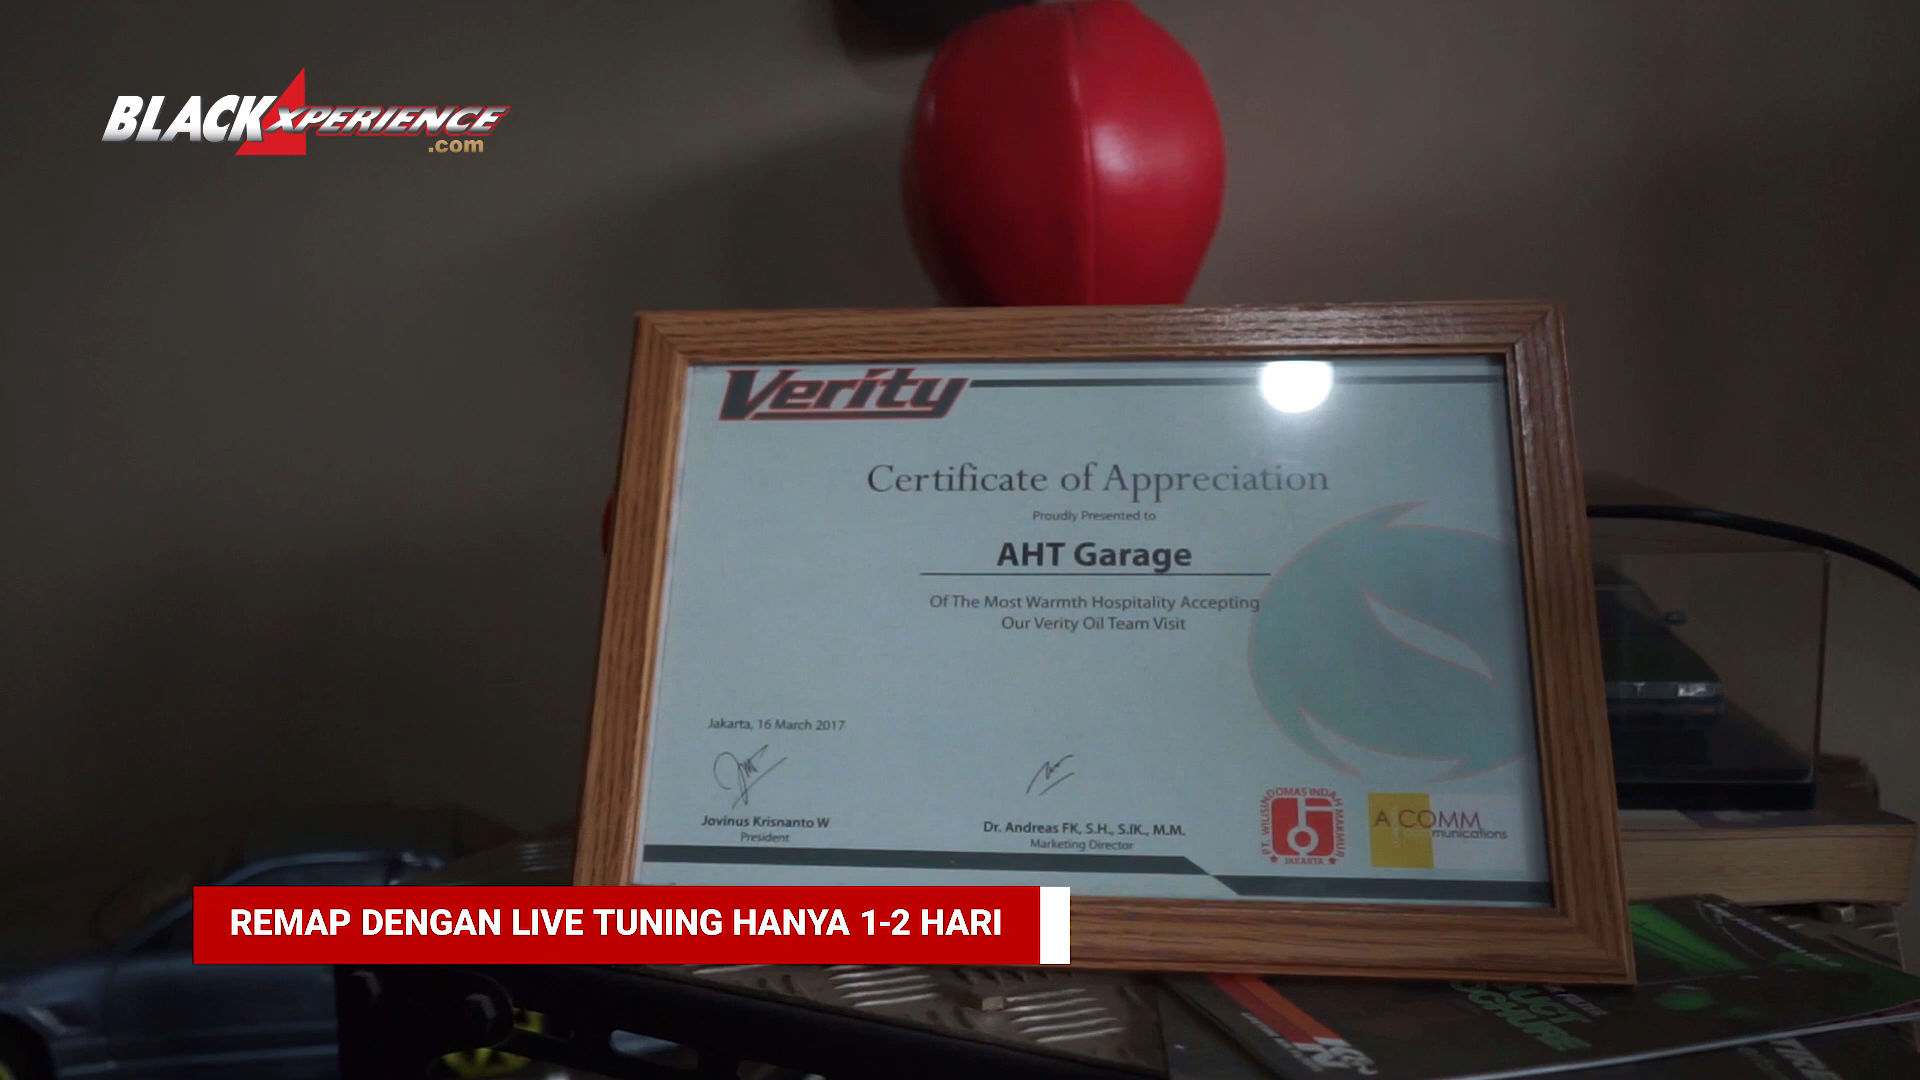 BLACKXPERIENCE
.com
Verity
Certificate of Appreciation
Proudly Presented to
AHT Garage
Of The Most Warmth Hospitality Accepting
Our Verity Oil Team Visit
Jakarta, 16 March 2017
Jovinus Krisnanto W
President
Dr. Andreas FK, S.H., S.IK., M.M.
Marketing Director
PT. WILISINDOMAS INDAH MAKMUR
JAKARTA
A COMM
munications
REMAP DENGAN LIVE TUNING HANYA 1-2 HARI
K&N